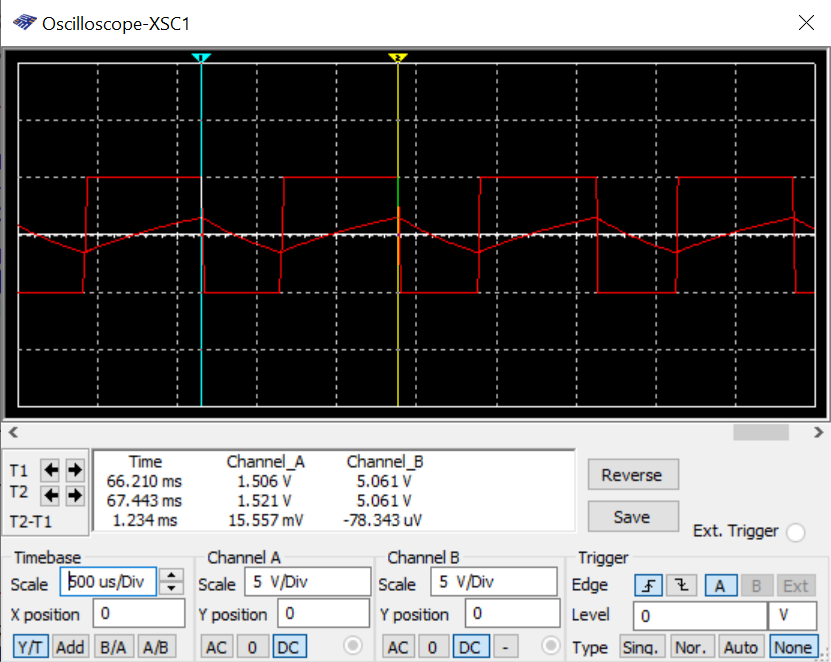 Oscilloscope-XSC1
1 2
Time Channel_A Channel_B
T1 66.210 ms 1.506 V 5.061 V
T2 67.443 ms 1.521 V 5.061 V
T2-T1 1.234 ms 15.557 mV -78.343 uV
Reverse
Save
Ext. Trigger
Timebase Channel A Channel B Trigger
Scale 500 us/Div Scale 5 V/Div Scale 5 V/Div Edge A B Ext
X position 0 Y position 0 Y position 0 Level 0 V
Y/T Add B/A A/B AC 0 DC AC 0 DC - Type Sing. Nor. Auto None